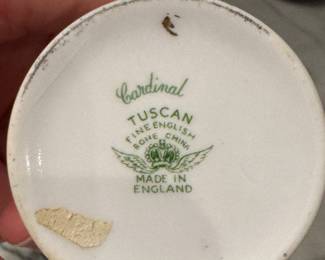 Cardinal
TUSCAN
FINE ENGLISH
BONE CHINA
MADE IN
ENGLAND